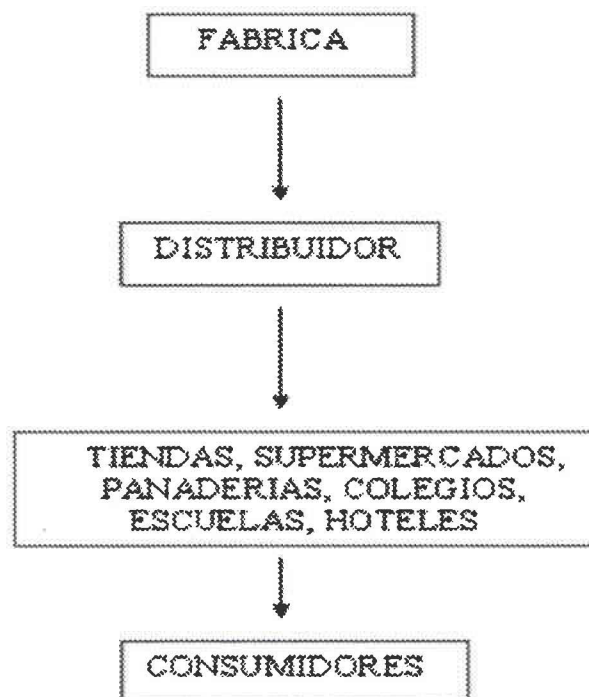 FABRICA
DISTRIBUIDOR
TIENDAS, SUPERMERCADOS,
PANADERIAS, COLEGIOS,
ESCUELAS, HOTELES
CONSUMIDORES